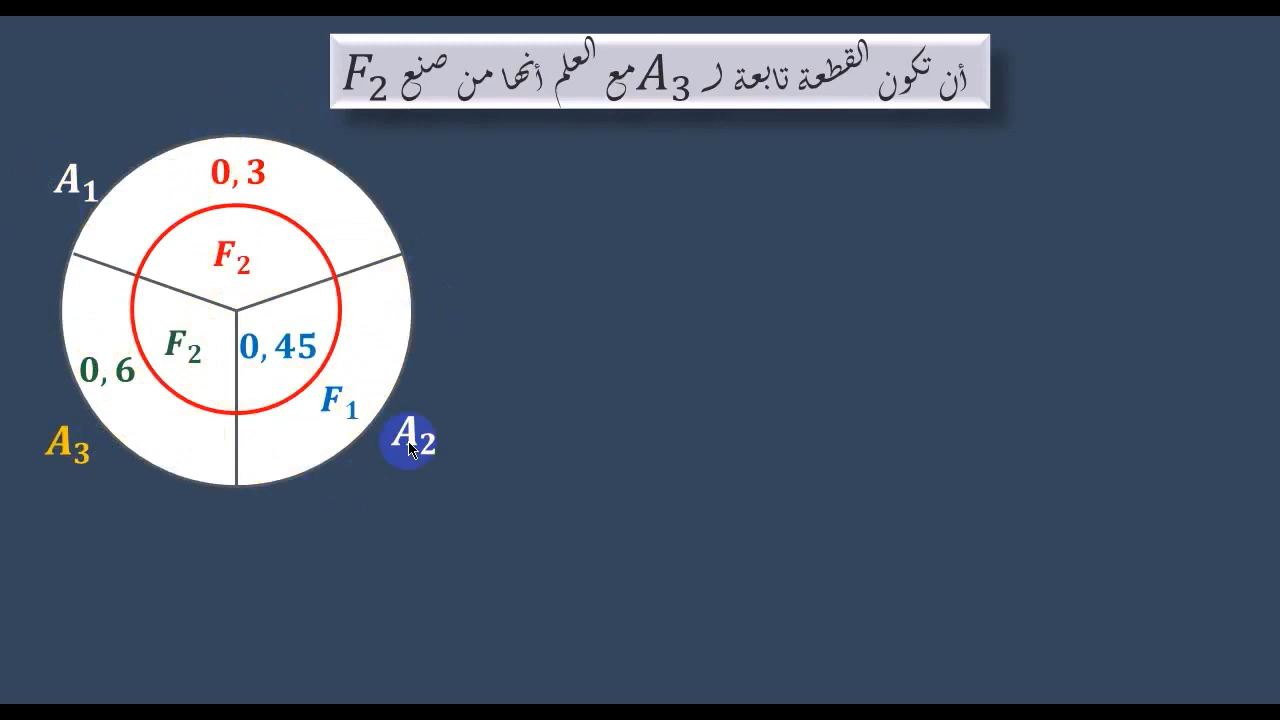 أن تكون القطعة تابعة لـ A₃ مع العلم أنها من صنع F₂
A₁
0,3
F₂
F₂
0,45
0,6
F₁
A₃
A₂